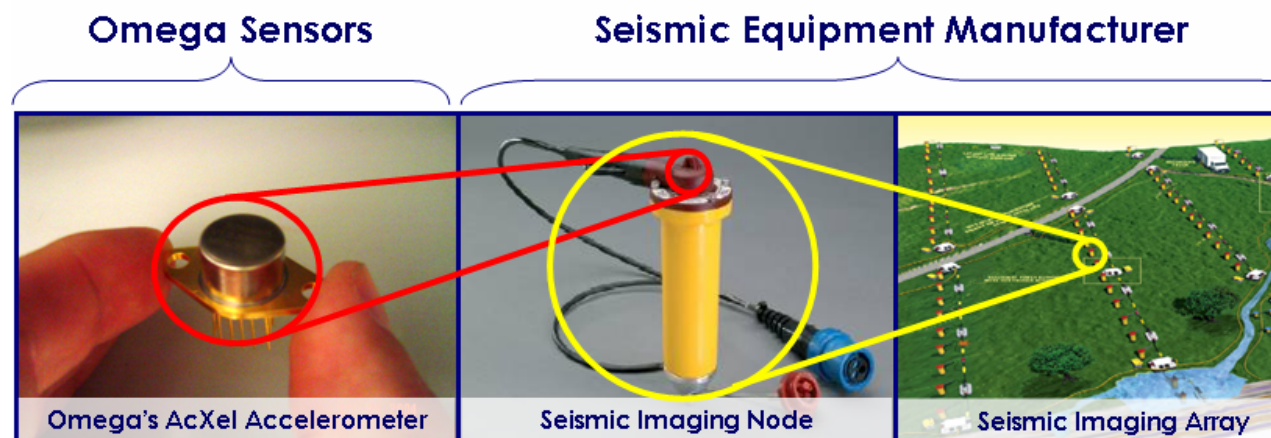 Omega Sensors
Seismic Equipment Manufacturer
Omega's AcXel Accelerometer
Seismic Imaging Node
Seismic Imaging Array